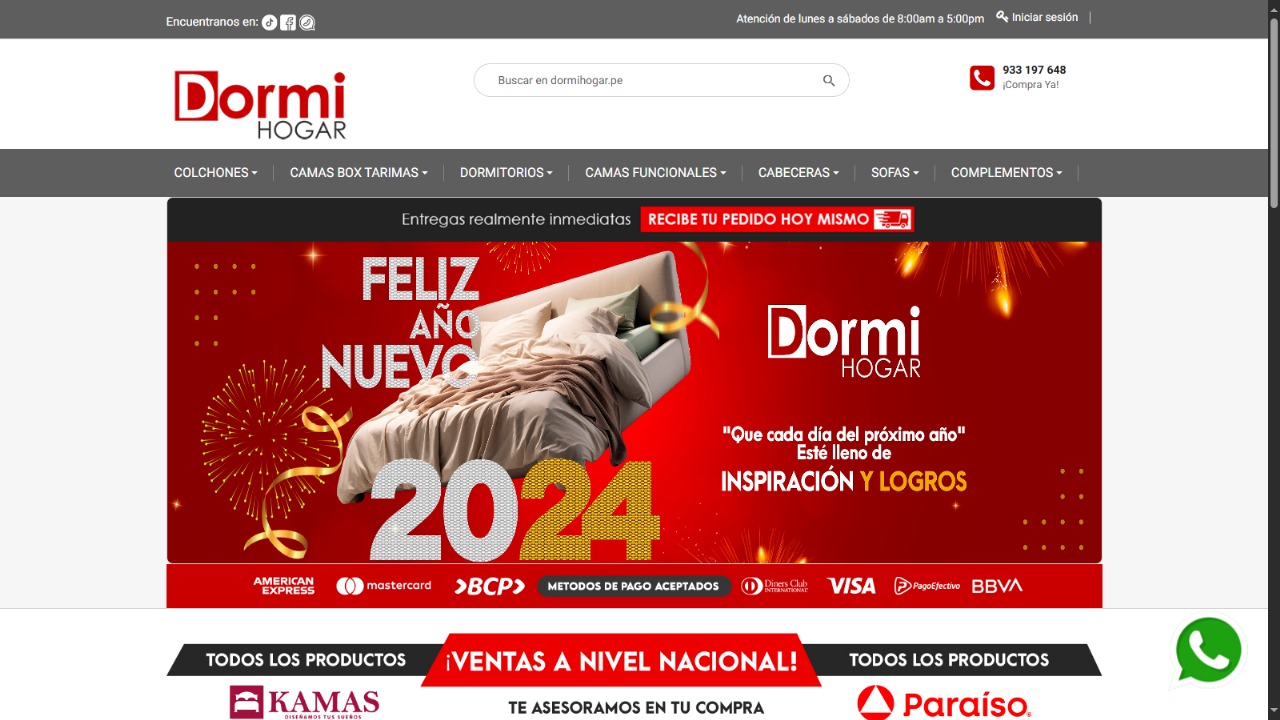 Encuentranos en:
Atención de lunes a sábados de 8:00am a 5:00pm
Iniciar sesión
Dormi
HOGAR
Buscar en dormihogar.pe
933 197 648
¡Compra Ya!
COLCHONES
CAMAS BOX TARIMAS
DORMITORIOS
CAMAS FUNCIONALES
CABECERAS
SOFAS
COMPLEMENTOS
Entregas realmente inmediatas RECIBE TU PEDIDO HOY MISMO
FELIZ
AÑO
NUEVO
2024
Dormi
HOGAR
"Que cada día del próximo año"
Esté lleno de
INSPIRACIÓN Y LOGROS
AMERICAN
EXPRESS
mastercard
BCP
METODOS DE PAGO ACEPTADOS
Diners Club
INTERNATIONAL
VISA
PagoEfectivo
BBVA
TODOS LOS PRODUCTOS
¡VENTAS A NIVEL NACIONAL!
TODOS LOS PRODUCTOS
KAMAS
DISEÑAMOS TUS SUEÑOS
TE ASESORAMOS EN TU COMPRA
Paraíso